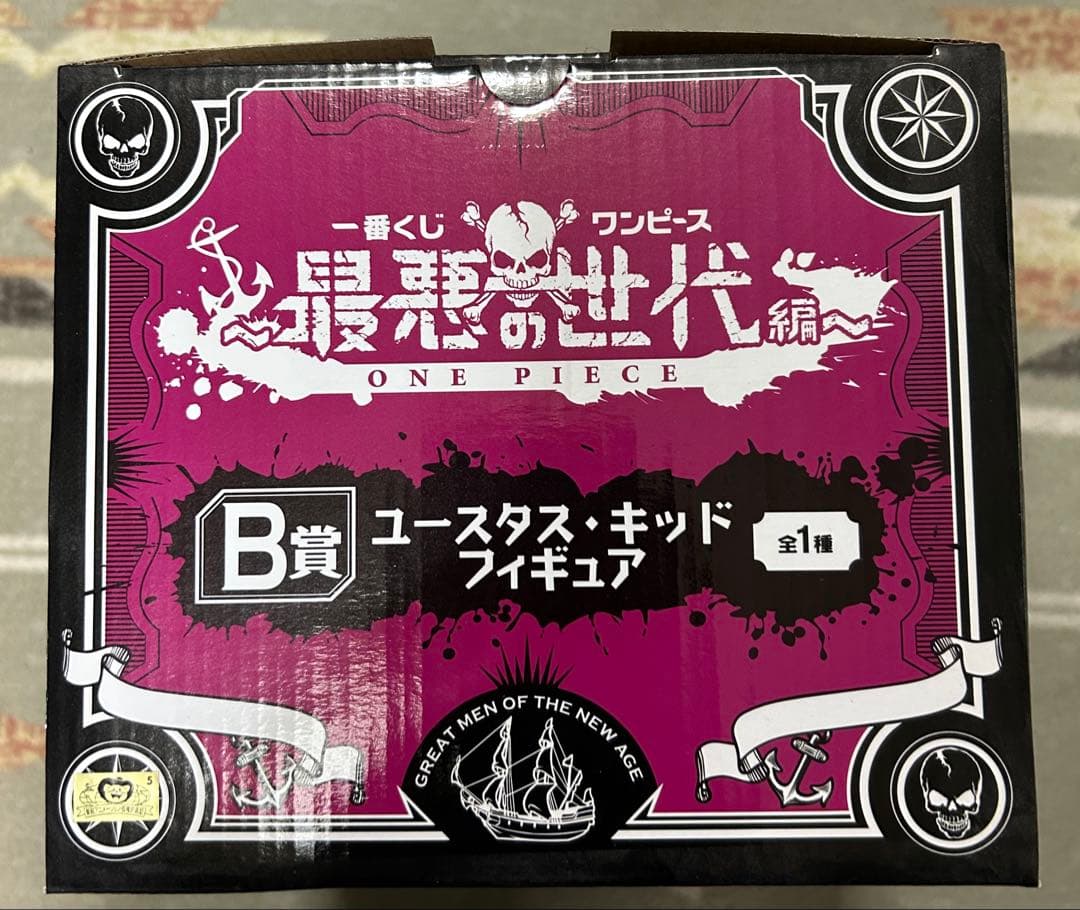 一番くじ ワンピース
～最悪の世代編～
ONE PIECE
B賞
ユースタス・キッド
フィギュア
全1種
GREAT MEN OF THE NEW AGE
5